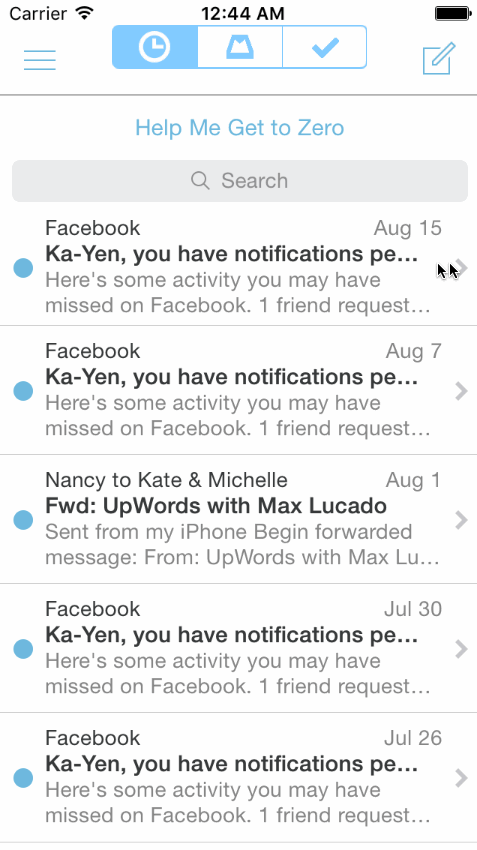 Carrier 12:44 AM
Help Me Get to Zero
Search
Facebook Aug 15
Ka-Yen, you have notifications pe...
Here's some activity you may have
missed on Facebook. 1 friend request...
Facebook Aug 7
Ka-Yen, you have notifications pe...
Here's some activity you may have
missed on Facebook. 1 friend request...
Nancy to Kate & Michelle Aug 1
Fwd: UpWords with Max Lucado
Sent from my iPhone Begin forwarded
message: From: UpWords with Max Lu...
Facebook Jul 30
Ka-Yen, you have notifications pe...
Here's some activity you may have
missed on Facebook. 1 friend request...
Facebook Jul 26
Ka-Yen, you have notifications pe...
Here's some activity you may have
missed on Facebook. 1 friend request...